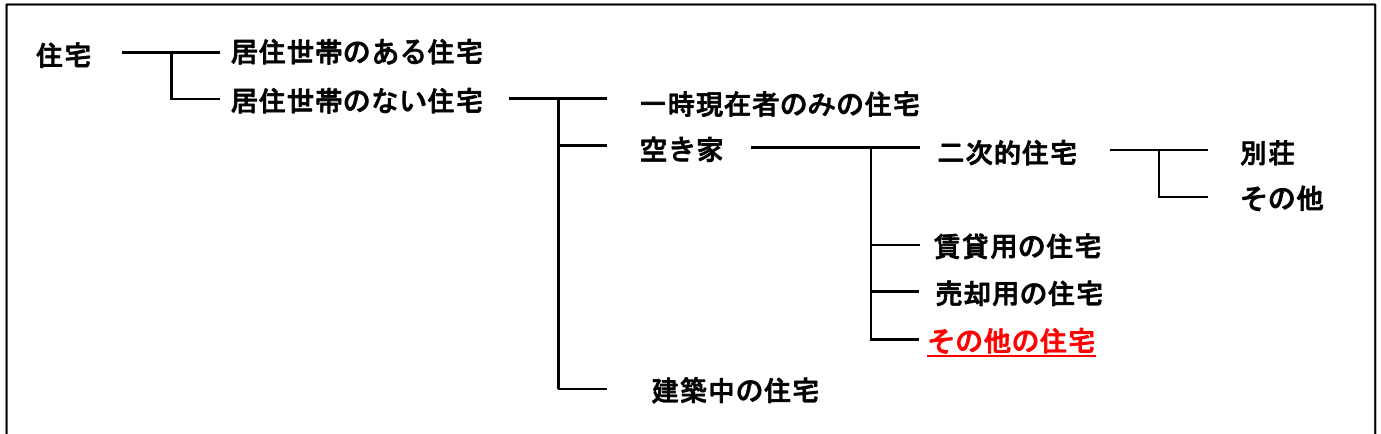 住宅
居住世帯のある住宅
居住世帯のない住宅
一時現在者のみの住宅
空き家
二次的住宅
別荘
その他
賃貸用の住宅
売却用の住宅
その他の住宅
建築中の住宅